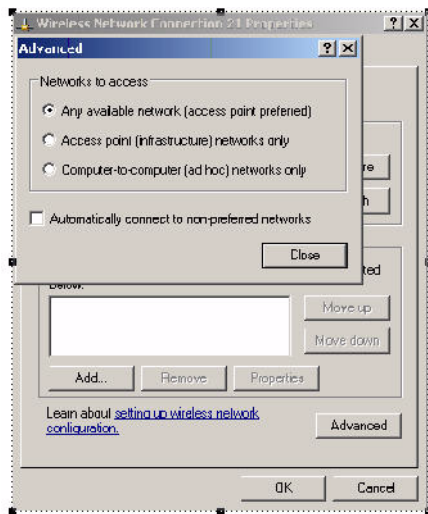 Wireless Network Connection 21 Properties
Advanced
Networks to access
Any available network (access point preferred)
Access point (infrastructure) networks only
Computer-to-computer (ad hoc) networks only
Automatically connect to non-preferred networks
Close
re
h
ted
below:
Move up
Move down
Add...
Remove
Properties
Learn about setting up wireless network
configuration.
Advanced
OK
Cancel